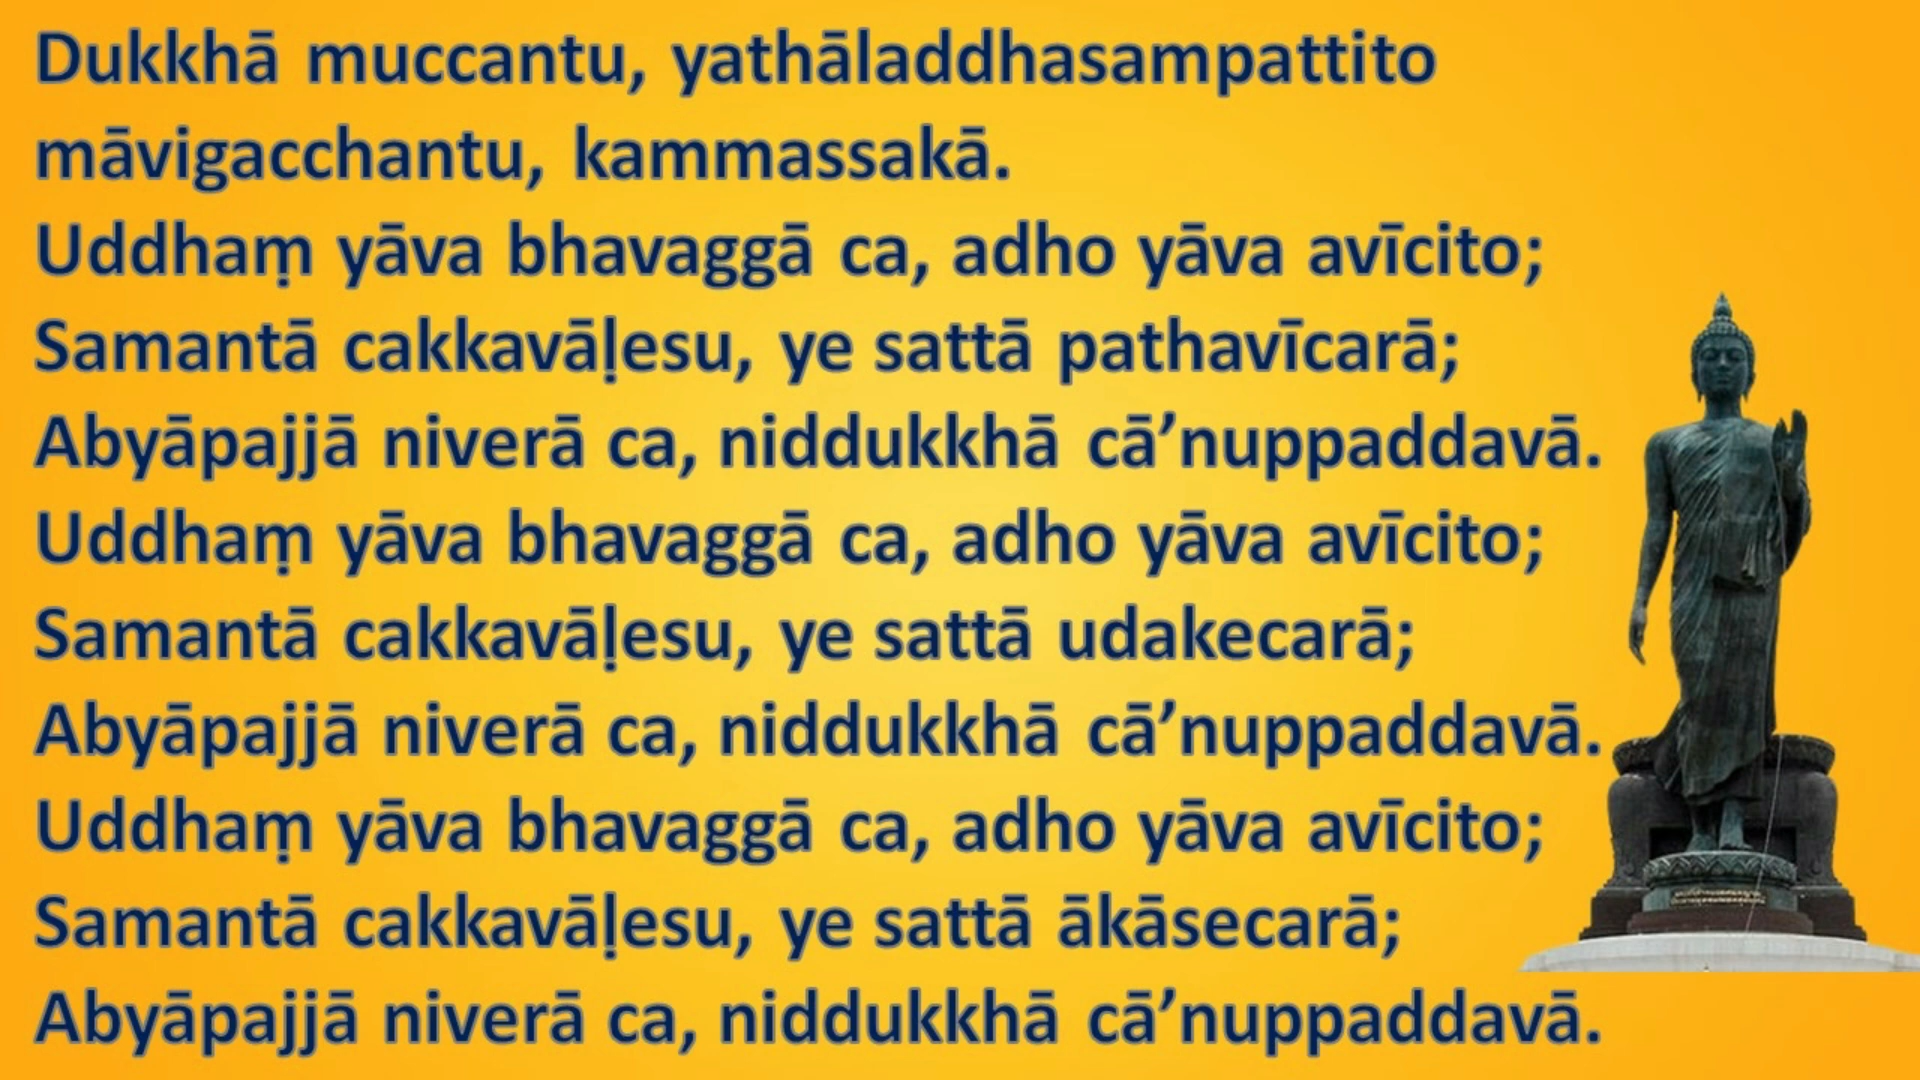 Dukkhā muccantu, yathāladdhasampattito
māvigacchantu, kammassakā.
Uddhaṃ yāva bhavaggā ca, adho yāva avīcito;
Samantā cakkavāḷesu, ye sattā pathavīcarā;
Abyāpajjā niverā ca, niddukkhā cā’nuppaddavā.
Uddhaṃ yāva bhavaggā ca, adho yāva avīcito;
Samantā cakkavāḷesu, ye sattā udakecarā;
Abyāpajjā niverā ca, niddukkhā cā’nuppaddavā.
Uddhaṃ yāva bhavaggā ca, adho yāva avīcito;
Samantā cakkavāḷesu, ye sattā ākāsecarā;
Abyāpajjā niverā ca, niddukkhā cā’nuppaddavā.